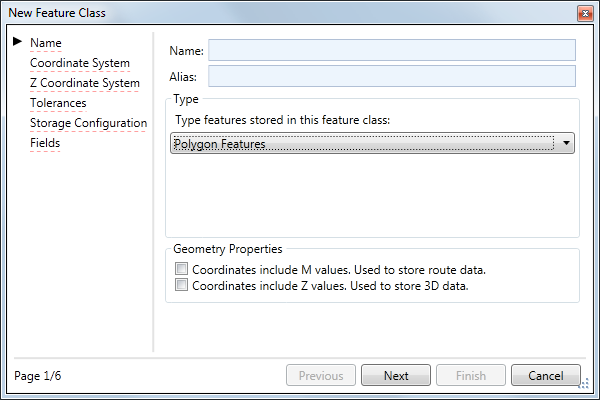 New Feature Class
Name
Coordinate System
Z Coordinate System
Tolerances
Storage Configuration
Fields
Name:
Alias:
Type
Type features stored in this feature class:
Polygon Features
Geometry Properties
Coordinates include M values. Used to store route data.
Coordinates include Z values. Used to store 3D data.
Page 1/6
Previous
Next
Finish
Cancel